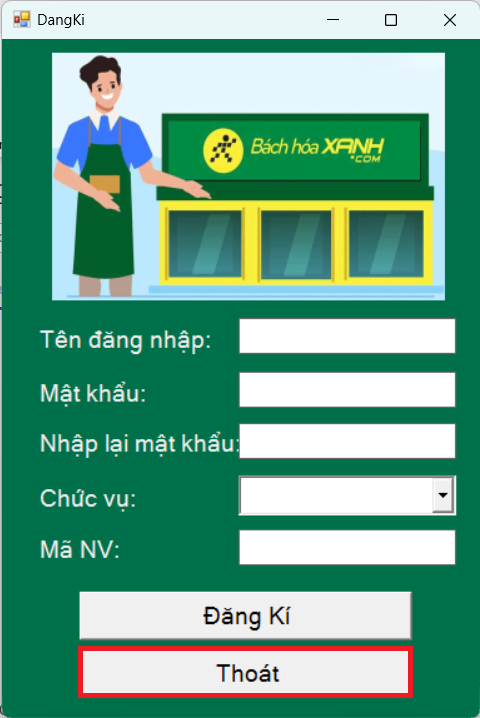 DangKi
Bách hóa XANH
.COM
Tên đăng nhập:
Mật khẩu:
Nhập lại mật khẩu:
Chức vụ:
Mã NV:
Đăng Kí
Thoát